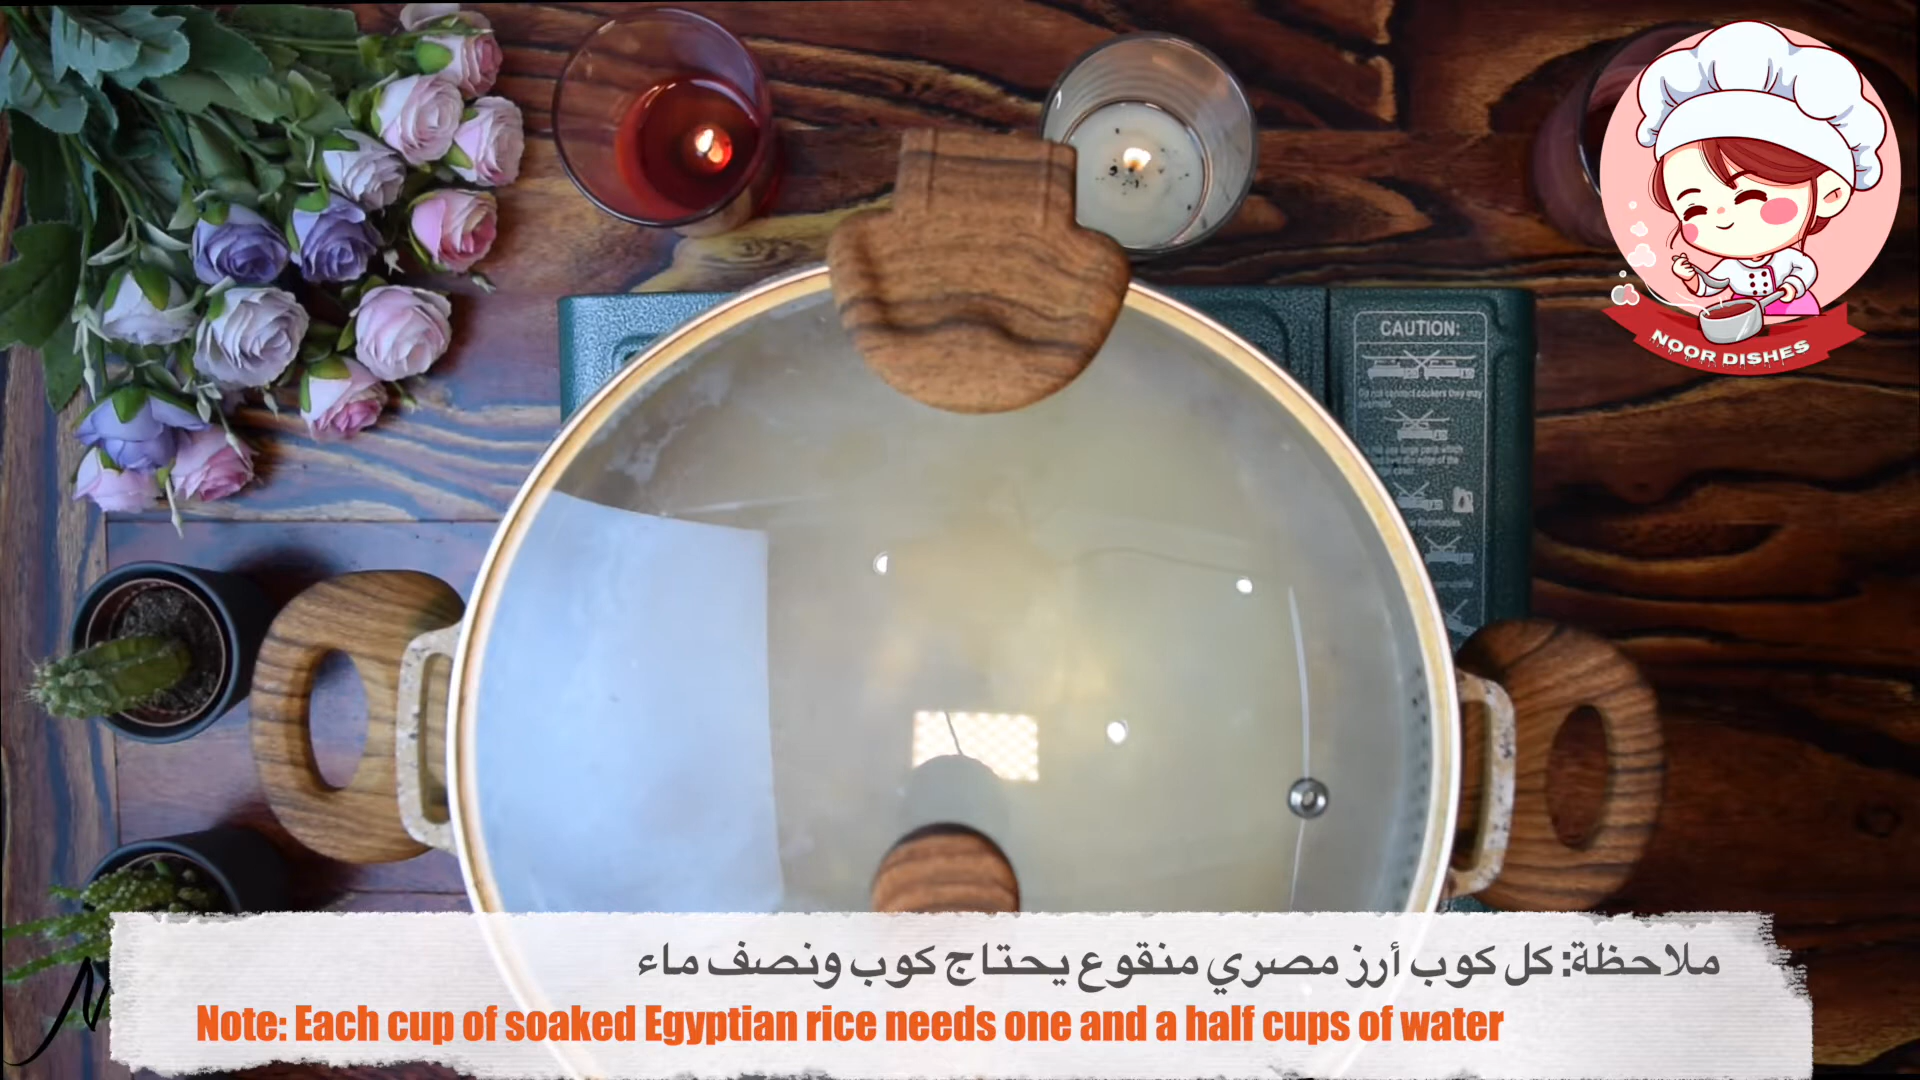 NOOR DISHES
CAUTION:
ملاحظة: كل كوب أرز مصري منقوع يحتاج كوب ونصف ماء
Note: Each cup of soaked Egyptian rice needs one and a half cups of water